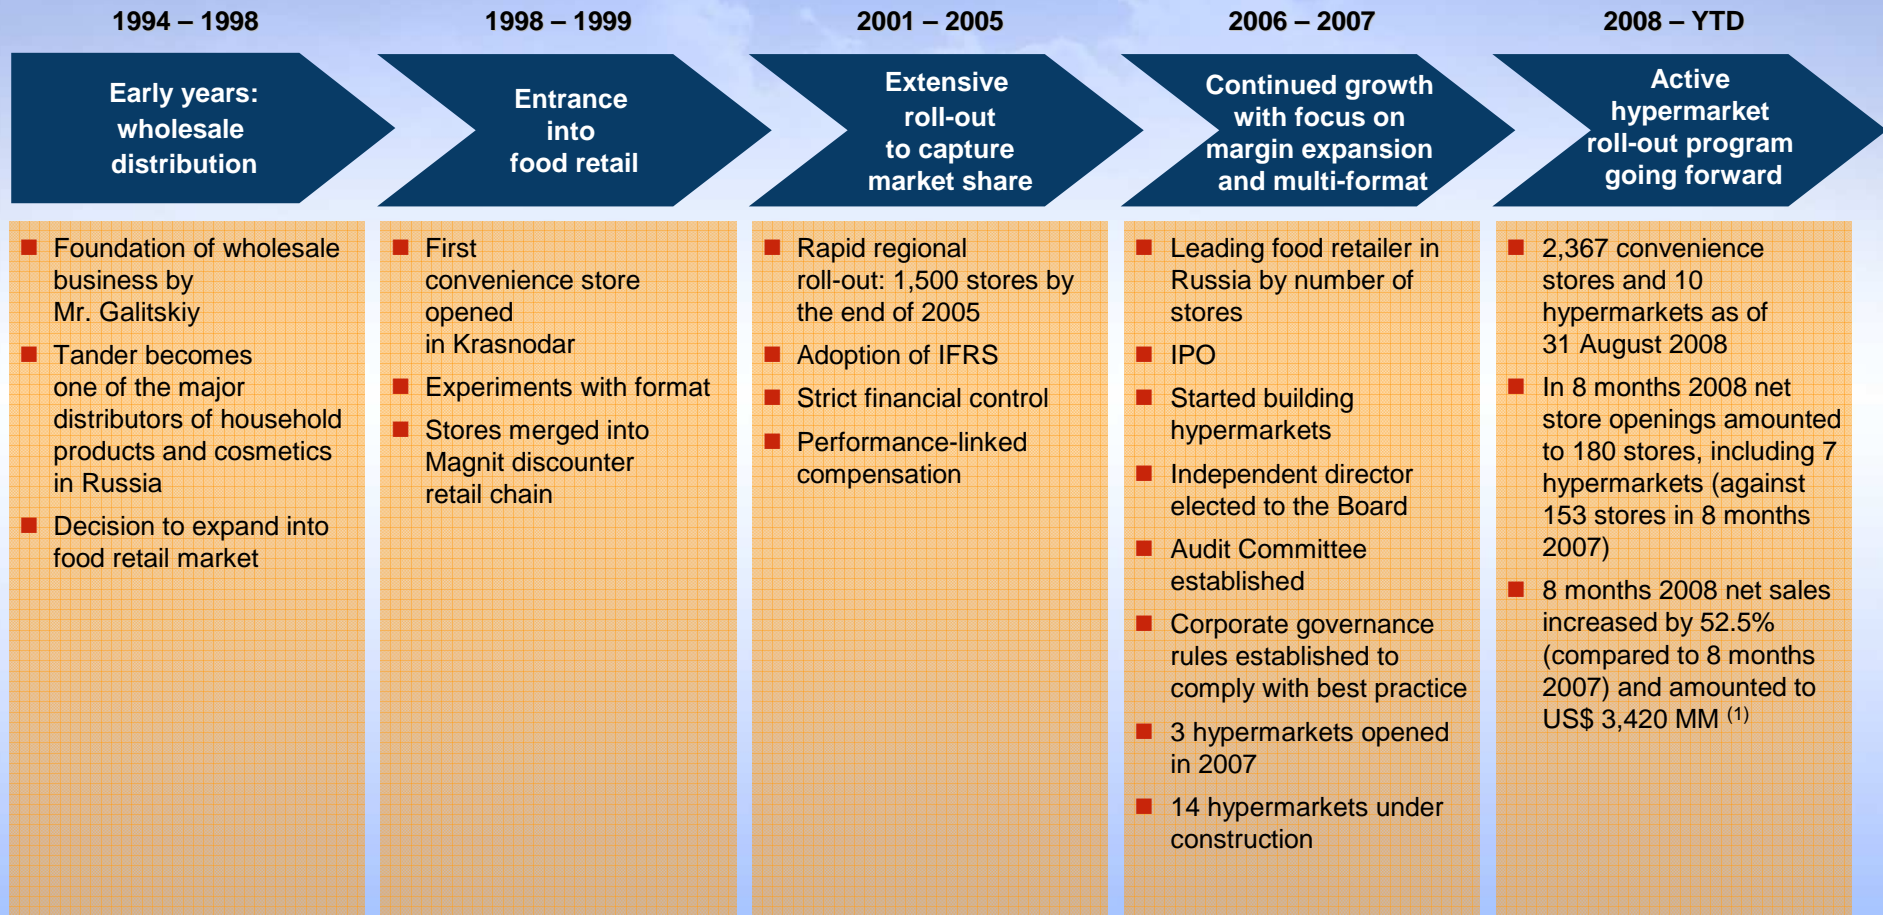 1994 – 1998
Early years:
wholesale
distribution
Foundation of wholesale
business by
Mr. Galitskiy
Tander becomes
one of the major
distributors of household
products and cosmetics
in Russia
Decision to expand into
food retail market
1998 – 1999
Entrance
into
food retail
First
convenience store
opened
in Krasnodar
Experiments with format
Stores merged into
Magnit discounter
retail chain
2001 – 2005
Extensive
roll-out
to capture
market share
Rapid regional
roll-out: 1,500 stores by
the end of 2005
Adoption of IFRS
Strict financial control
Performance-linked
compensation
2006 – 2007
Continued growth
with focus on
margin expansion
and multi-format
Leading food retailer in
Russia by number of
stores
IPO
Started building
hypermarkets
Independent director
elected to the Board
Audit Committee
established
Corporate governance
rules established to
comply with best practice
3 hypermarkets opened
in 2007
14 hypermarkets under
construction
2008 – YTD
Active
hypermarket
roll-out program
going forward
2,367 convenience
stores and 10
hypermarkets as of
31 August 2008
In 8 months 2008 net
store openings amounted
to 180 stores, including 7
hypermarkets (against
153 stores in 8 months
2007)
8 months 2008 net sales
increased by 52.5%
(compared to 8 months
2007) and amounted to
US$ 3,420 MM (1)